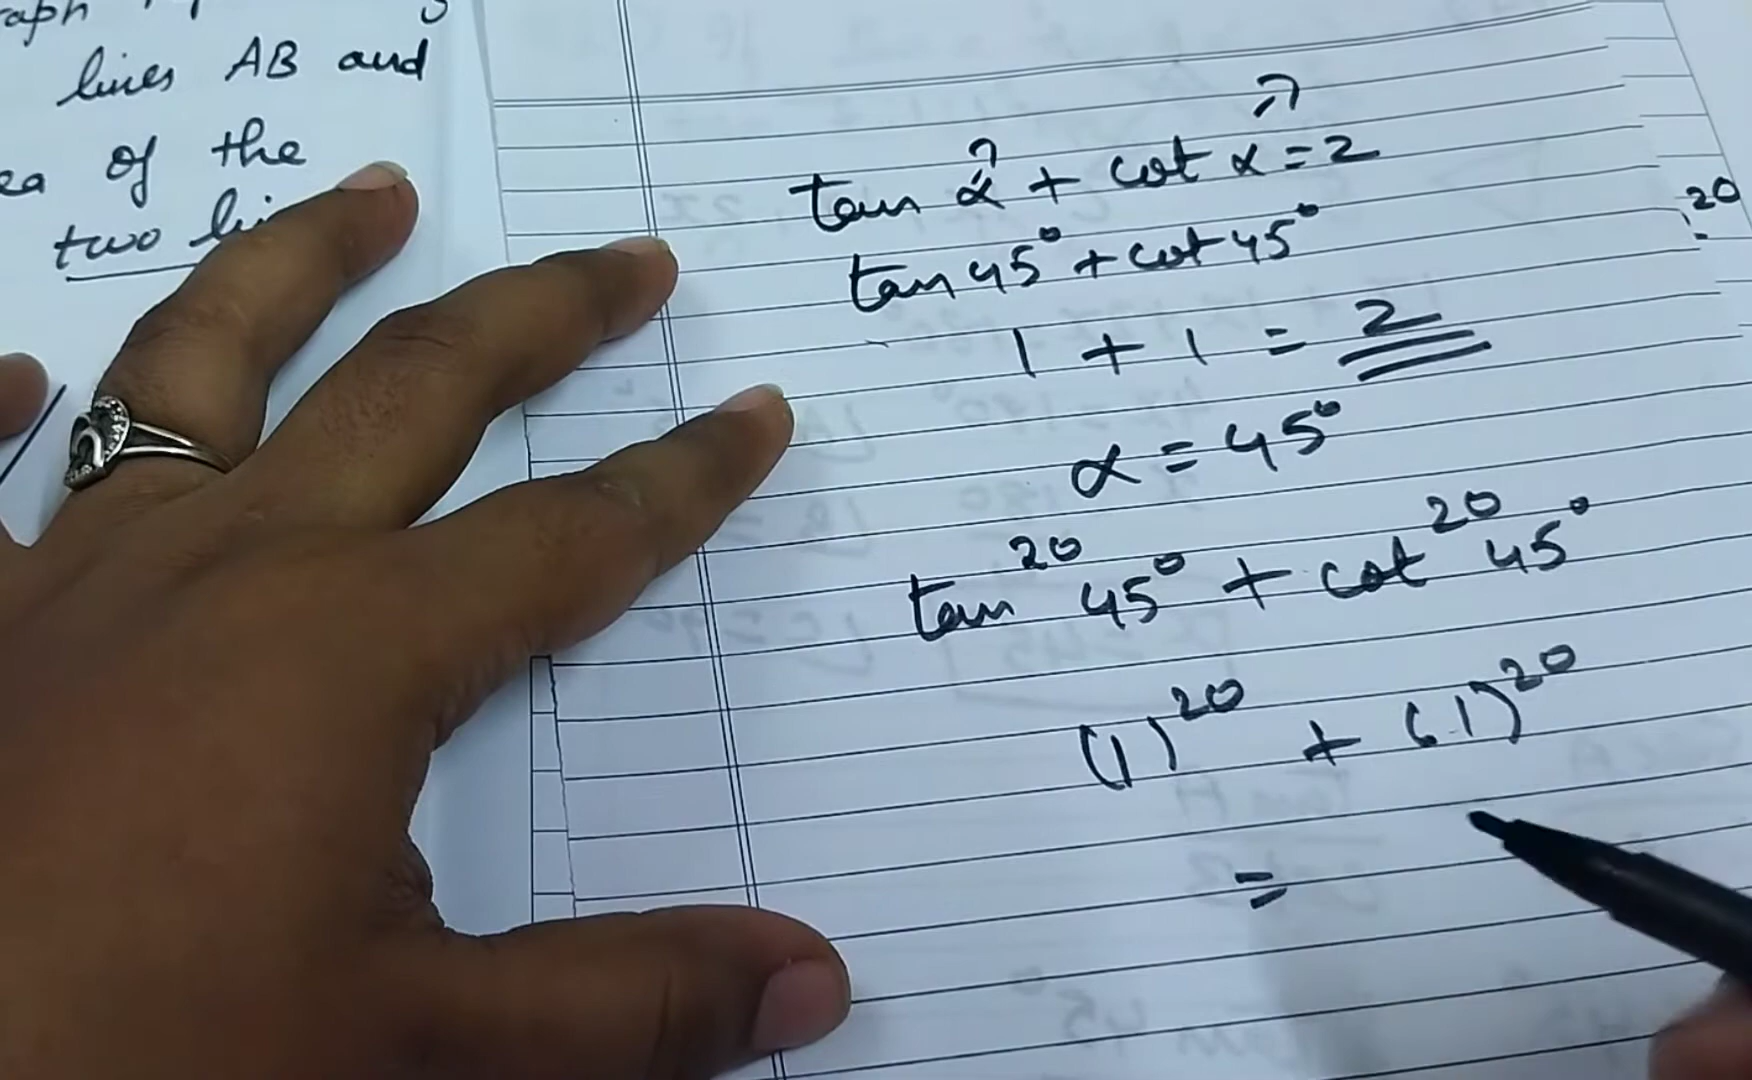 lines AB and
of the
two
tan α + cot α = 2
tan 45° + cot 45°
1 + 1 = 2
α = 45°
tan²⁰ 45° + cot²⁰ 45°
(1)²⁰ + (1)²⁰
=
20